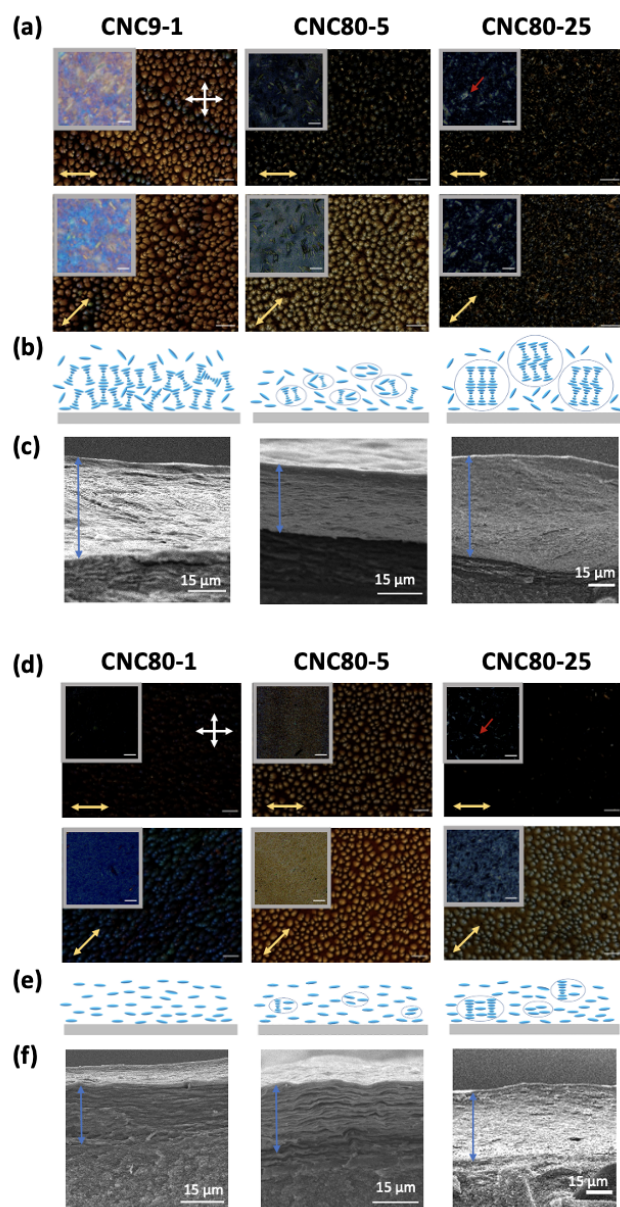 (a)
CNC9-1 CNC80-5 CNC80-25
(b)
(c)
15 μm 15 μm 15 μm
(d)
CNC80-1 CNC80-5 CNC80-25
(e)
(f)
15 μm 15 μm 15 μm